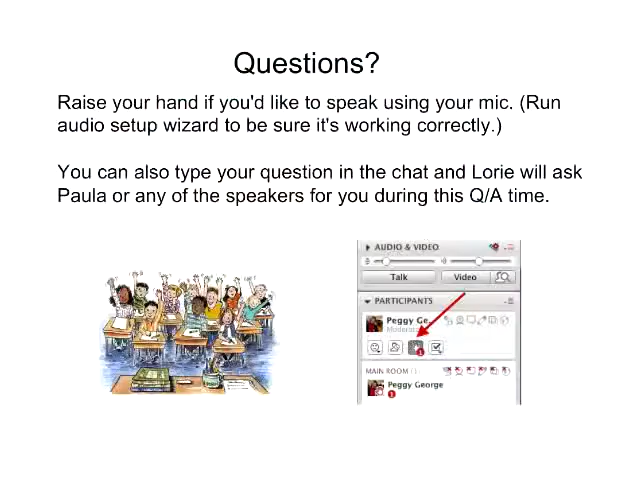 Questions?
Raise your hand if you'd like to speak using your mic. (Run
audio setup wizard to be sure it's working correctly.)
You can also type your question in the chat and Lorie will ask
Paula or any of the speakers for you during this Q/A time.
AUDIO & VIDEO
Talk Video
PARTICIPANTS
Peggy Ge...
1
MAIN ROOM
Peggy George
1